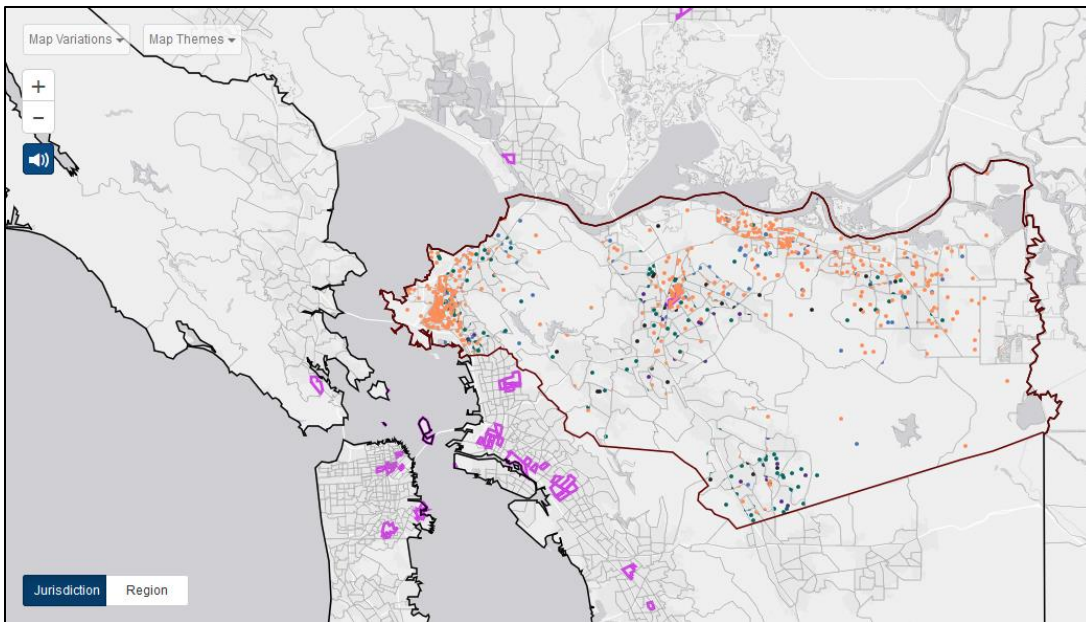 Map Variations
Map Themes
+
−
Jurisdiction
Region